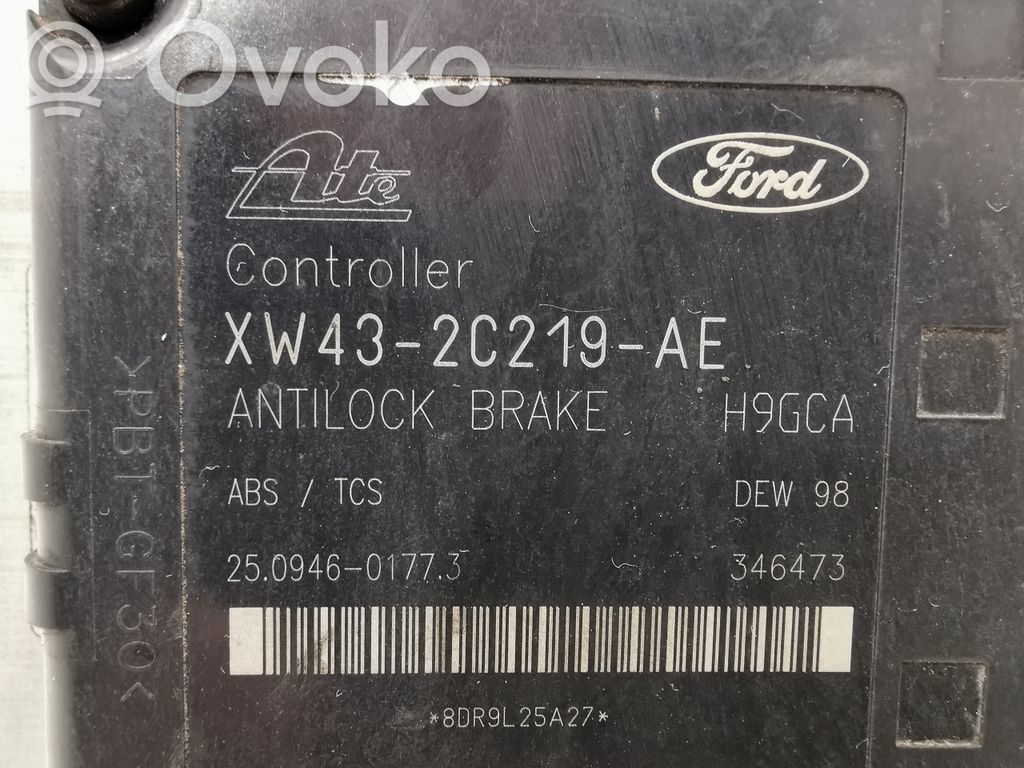 Ovoko
Ate
Ford
Controller
XW43-2C219-AE
ANTILOCK BRAKE H9GCA
ABS / TCS DEW 98
25.0946-0177.3 346473
*8DR9L25A27*
>PBT-GF30<